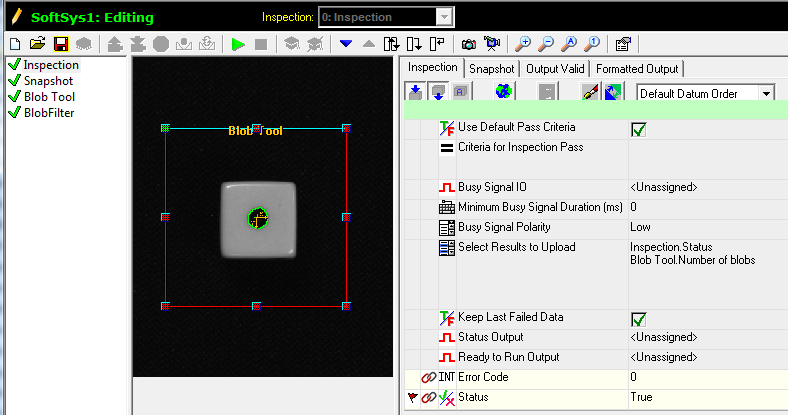 SoftSys1: Editing
Inspection:
0: Inspection
Inspection
Snapshot
Blob Tool
BlobFilter
Blob Tool
Inspection
Snapshot
Output Valid
Formatted Output
Default Datum Order
Use Default Pass Criteria
Criteria for Inspection Pass
Busy Signal IO
<Unassigned>
Minimum Busy Signal Duration (ms)
0
Busy Signal Polarity
Low
Select Results to Upload
Inspection.Status
Blob Tool.Number of blobs
Keep Last Failed Data
Status Output
<Unassigned>
Ready to Run Output
<Unassigned>
INT
Error Code
0
Status
True